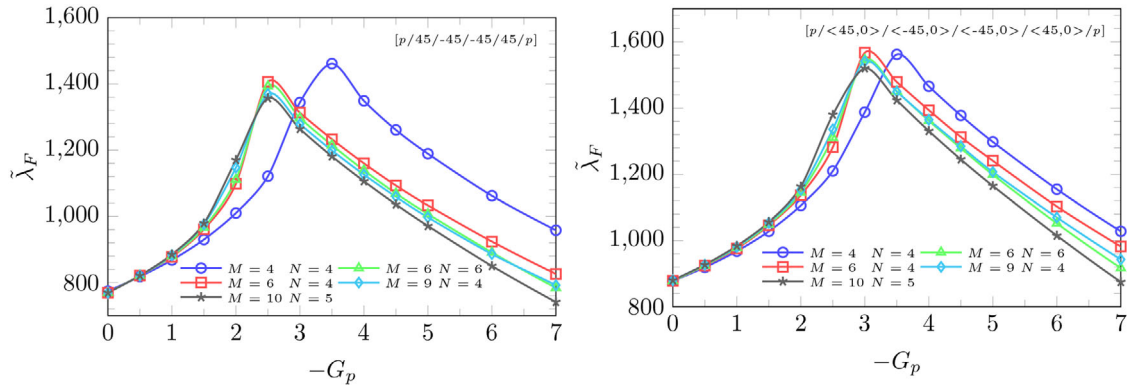 1,600
1,400
1,200
1,000
800
λ̃_F
[p/45/-45/-45/45/p]
M = 4 N = 4
M = 6 N = 6
M = 6 N = 4
M = 9 N = 4
M = 10 N = 5
0 1 2 3 4 5 6 7
−G_p
1,600
1,400
1,200
1,000
800
λ̃_F
[p/<45,0>/<-45,0>/<-45,0>/<45,0>/p]
M = 4 N = 4
M = 6 N = 6
M = 6 N = 4
M = 9 N = 4
M = 10 N = 5
0 1 2 3 4 5 6 7
−G_p